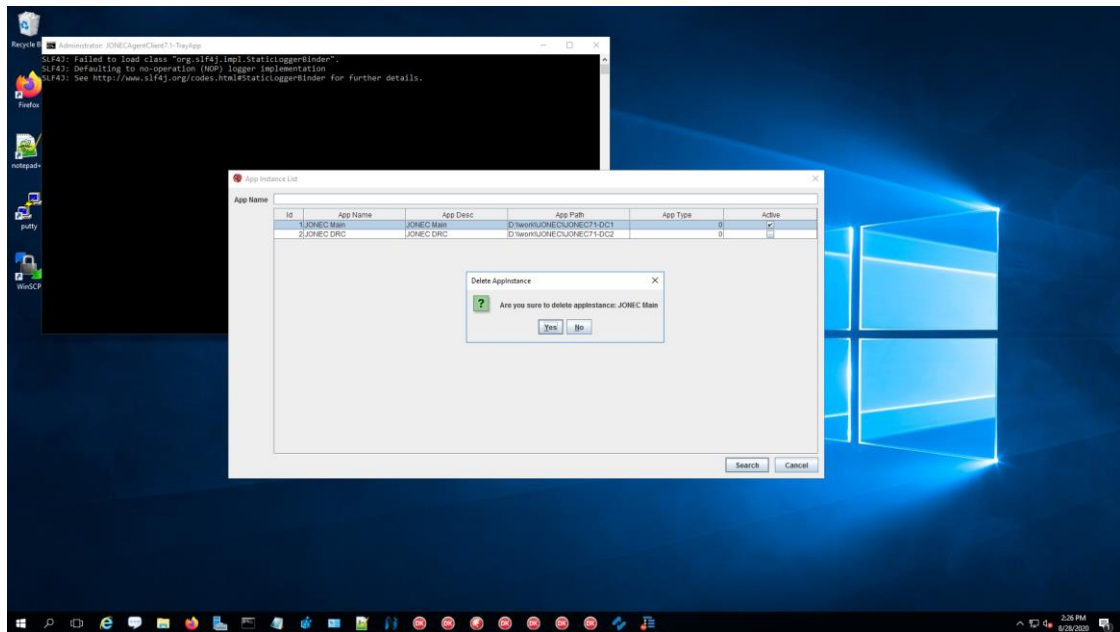 Recycle B
Administrator: JONECAgentClient7.1-TrayApp
SLF4J: Failed to load class "org.slf4j.impl.StaticLoggerBinder".
SLF4J: Defaulting to no-operation (NOP) logger implementation
SLF4J: See http://www.slf4j.org/codes.html#StaticLoggerBinder for further details.
Firefox
notepad+
putty
WinSCP
App Instance List
App Name
Id App Name App Desc App Path App Type Active
1 JONEC Main JONEC Main D:\work\JONEC\JONEC71-DC1 0
2 JONEC DRC JONEC DRC D:\work\JONEC\JONEC71-DC2 0
Delete AppInstance
Are you sure to delete appInstance: JONEC Main
Yes No
Search Cancel
2:26 PM
8/28/2020